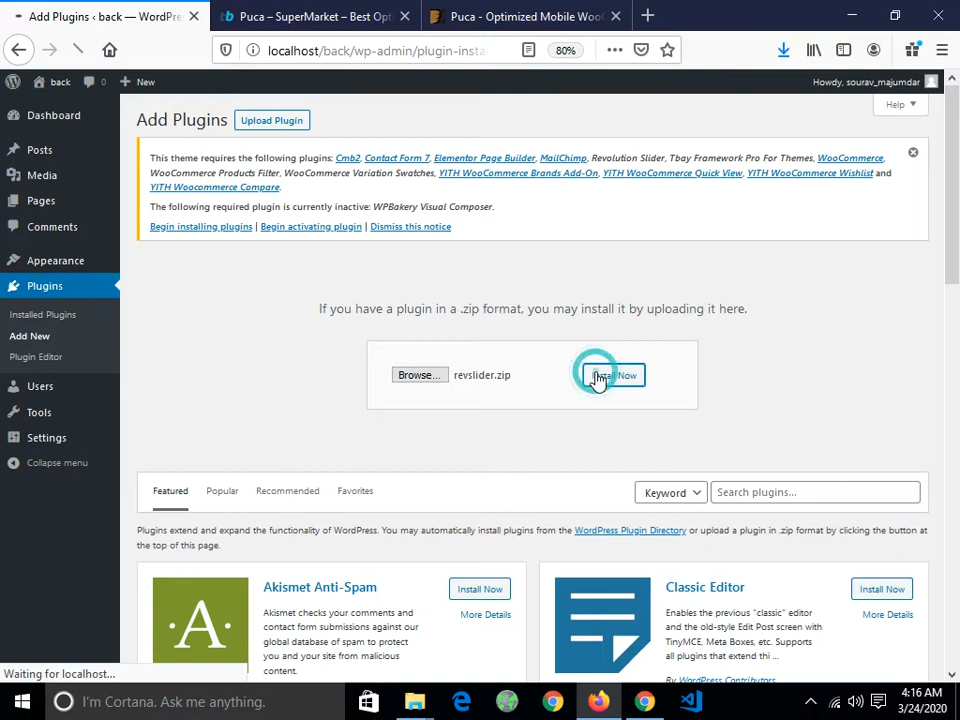 Add Plugins ‹ back — WordPre
Puca – SuperMarket – Best Opti
Puca - Optimized Mobile Woo
localhost/back/wp-admin/plugin-insta
80%
back
0
New
Howdy, sourav_majumdar
Dashboard
Posts
Media
Pages
Comments
Appearance
Plugins
Installed Plugins
Add New
Plugin Editor
Users
Tools
Settings
Collapse menu
Help
Add Plugins
Upload Plugin
This theme requires the following plugins: Cmb2, Contact Form 7, Elementor Page Builder, MailChimp, Revolution Slider, Tbay Framework Pro For Themes, WooCommerce,
WooCommerce Products Filter, WooCommerce Variation Swatches, YITH WooCommerce Brands Add-On, YITH WooCommerce Quick View, YITH WooCommerce Wishlist and
YITH Woocommerce Compare.
The following required plugin is currently inactive: WPBakery Visual Composer.
Begin installing plugins | Begin activating plugin | Dismiss this notice
If you have a plugin in a .zip format, you may install it by uploading it here.
Browse... revslider.zip
Install Now
Featured
Popular
Recommended
Favorites
Keyword
Search plugins...
Plugins extend and expand the functionality of WordPress. You may automatically install plugins from the WordPress Plugin Directory or upload a plugin in .zip format by clicking the button at
the top of this page.
Akismet Anti-Spam
Install Now
More Details
Akismet checks your comments and
contact form submissions against our
global database of spam to protect
you and your site from malicious
content.
Classic Editor
Install Now
More Details
Enables the previous "classic" editor
and the old-style Edit Post screen with
TinyMCE, Meta Boxes, etc. Supports
all plugins that extend thi ...
By WordPress Contributors
Waiting for localhost...
I'm Cortana. Ask me anything.
4:16 AM
3/24/2020